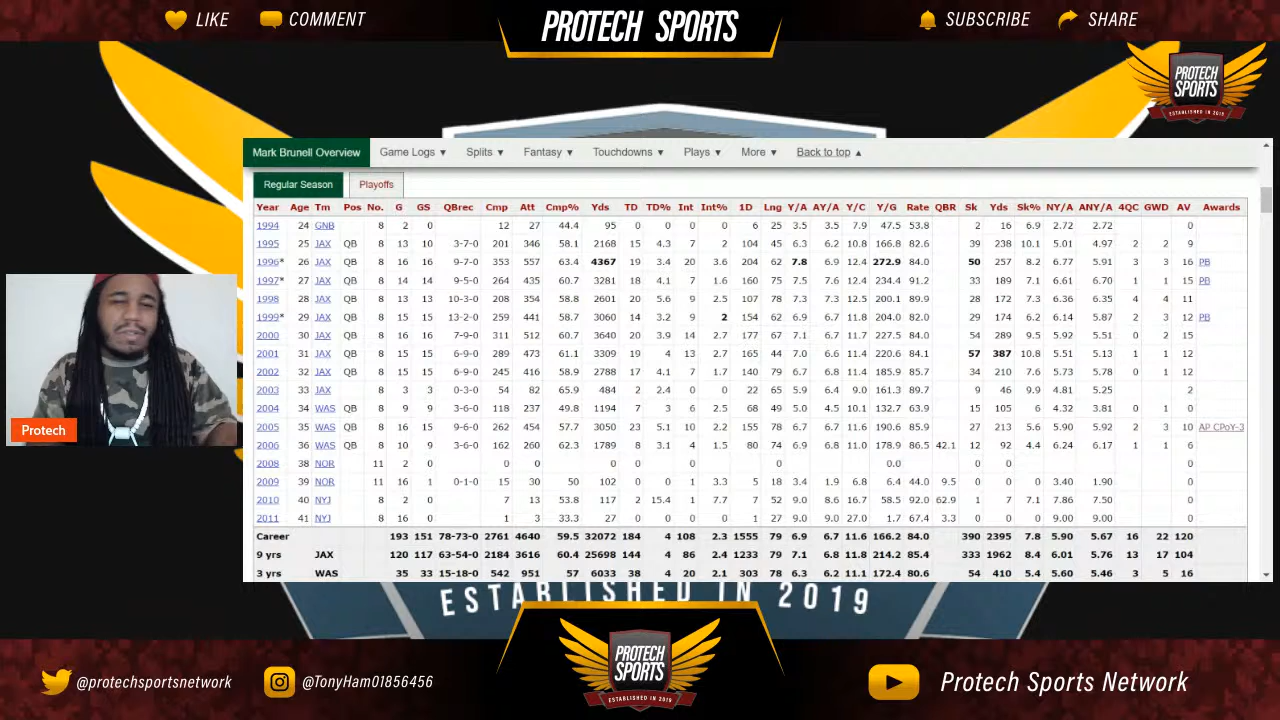 LIKE COMMENT PROTECH SPORTS SUBSCRIBE SHARE
PROTECH
SPORTS
ESTABLISHED IN 2019
Mark Brunell Overview Game Logs ▼ Splits ▼ Fantasy ▼ Touchdowns ▼ Plays ▼ More ▼ Back to top ▲
Regular Season Playoffs
Year Age Tm Pos No. G GS QBrec Cmp Att Cmp% Yds TD TD% Int Int% 1D Lng Y/A AY/A Y/C Y/G Rate QBR Sk Yds Sk% NY/A ANY/A 4QC GWD AV Awards
1994 24 GNB 8 2 0 12 27 44.4 95 0 0 0 0 6 25 3.5 3.5 7.9 47.5 53.8 2 16 6.9 2.72 2.72 0
1995 25 JAX QB 8 13 10 3-7-0 201 346 58.1 2168 15 4.3 7 2 104 45 6.3 6.2 10.8 166.8 82.6 39 238 10.1 5.01 4.97 2 2 9
1996* 26 JAX QB 8 16 16 9-7-0 353 557 63.4 4367 19 3.4 20 3.6 204 62 7.8 6.9 12.4 272.9 84.0 50 257 8.2 6.77 5.91 3 3 16 PB
1997* 27 JAX QB 8 14 14 9-5-0 264 435 60.7 3281 18 4.1 7 1.6 160 75 7.5 7.6 12.4 234.4 91.2 33 189 7.1 6.61 6.70 1 1 15 PB
1998 28 JAX QB 8 13 13 10-3-0 208 354 58.8 2601 20 5.6 9 2.5 107 78 7.3 7.3 12.5 200.1 89.9 28 172 7.3 6.36 6.35 4 4 11
1999* 29 JAX QB 8 15 15 13-2-0 259 441 58.7 3060 14 3.2 9 2 154 62 6.9 6.7 11.8 204.0 82.0 29 174 6.2 6.14 5.87 2 3 12 PB
2000 30 JAX QB 8 16 16 7-9-0 311 512 60.7 3640 20 3.9 14 2.7 177 67 7.1 6.7 11.7 227.5 84.0 54 289 9.5 5.92 5.51 0 2 15
2001 31 JAX QB 8 15 15 6-9-0 289 473 61.1 3309 19 4 13 2.7 165 44 7.0 6.6 11.4 220.6 84.1 57 387 10.8 5.51 5.13 1 1 12
2002 32 JAX QB 8 15 15 6-9-0 245 416 58.9 2788 17 4.1 7 1.7 140 79 6.7 6.8 11.4 185.9 85.7 34 210 7.6 5.73 5.78 0 1 12
2003 33 JAX 8 3 3 0-3-0 54 82 65.9 484 2 2.4 0 0 22 65 5.9 6.4 9.0 161.3 89.7 9 46 9.9 4.81 5.25 2
2004 34 WAS QB 8 9 9 3-6-0 118 237 49.8 1194 7 3 6 2.5 68 49 5.0 4.5 10.1 132.7 63.9 15 105 6 4.32 3.81 0 1 0
2005 35 WAS QB 8 16 15 9-6-0 262 454 57.7 3050 23 5.1 10 2.2 155 78 6.7 6.7 11.6 190.6 85.9 27 213 5.6 5.90 5.92 2 3 10 AP CPoY-3
2006 36 WAS QB 8 10 9 3-6-0 162 260 62.3 1789 8 3.1 4 1.5 80 74 6.9 6.8 11.0 178.9 86.5 42.1 12 92 4.4 6.24 6.17 1 1 6
2008 38 NOR 11 2 0 0 0 0 0 0 0 0.0 0 0 0
2009 39 NOR 11 16 1 0-1-0 15 30 50 102 0 0 1 3.3 5 18 3.4 1.9 6.8 6.4 44.0 9.5 0 0 0 3.40 1.90 0
2010 40 NYJ 8 2 0 7 13 53.8 117 2 15.4 1 7.7 7 52 9.0 8.6 16.7 58.5 92.0 62.9 1 7 7.1 7.86 7.50 0
2011 41 NYJ 8 16 0 1 3 33.3 27 0 0 0 0 1 27 9.0 9.0 27.0 1.7 67.4 3.3 0 0 0 9.00 9.00 0
Career 193 151 78-73-0 2761 4640 59.5 32072 184 4 108 2.3 1555 79 6.9 6.7 11.6 166.2 84.0 390 2395 7.8 5.90 5.67 16 22 120
9 yrs JAX 120 117 63-54-0 2184 3616 60.4 25698 144 4 86 2.4 1233 79 7.1 6.8 11.8 214.2 85.4 333 1962 8.4 6.01 5.76 13 17 104
3 yrs WAS 35 33 15-18-0 542 951 57 6033 38 4 20 2.1 303 78 6.3 6.2 11.1 172.4 80.6 54 410 5.4 5.60 5.46 3 5 16
Protech
ESTABLISHED IN 2019
PROTECH
SPORTS
ESTABLISHED IN 2019
@protechsportsnetwork @TonyHam01856456 Protech Sports Network